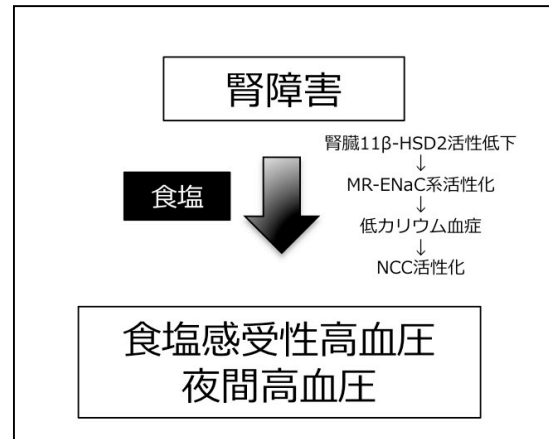 腎障害
食塩
腎臓11β-HSD2活性低下
↓
MR-ENaC系活性化
↓
低カリウム血症
↓
NCC活性化
食塩感受性高血圧
夜間高血圧